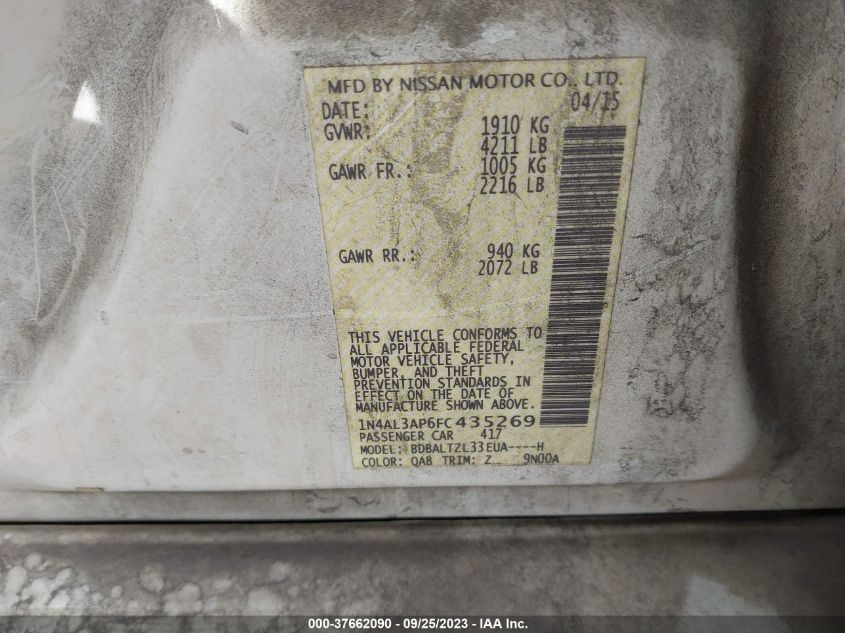 MFD BY NISSAN MOTOR CO., LTD.
DATE: 04/15
GVWR: 1910 KG
4211 LB
GAWR FR.: 1005 KG
2216 LB
GAWR RR.: 940 KG
2072 LB
THIS VEHICLE CONFORMS TO
ALL APPLICABLE FEDERAL
MOTOR VEHICLE SAFETY,
BUMPER, AND THEFT
PREVENTION STANDARDS IN
EFFECT ON THE DATE OF
MANUFACTURE SHOWN ABOVE.
1N4AL3AP6FC435269
PASSENGER CAR 417
MODEL: BDBALTZL33EUA----H
COLOR: QAB TRIM: Z 9N00A
000-37662090 - 09/25/2023 - IAA Inc.